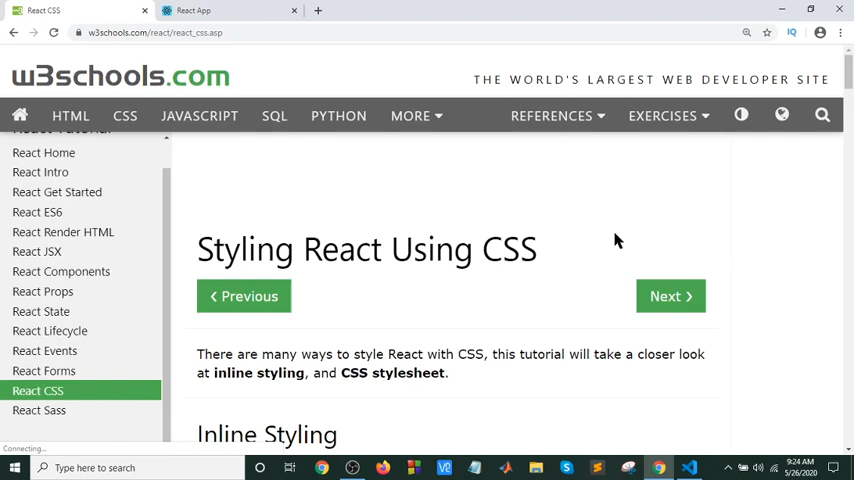 React CSS
React App
w3schools.com/react/react_css.asp
w3schools.com
THE WORLD'S LARGEST WEB DEVELOPER SITE
HTML
CSS
JAVASCRIPT
SQL
PYTHON
MORE
REFERENCES
EXERCISES
React Tutorial
React Home
React Intro
React Get Started
React ES6
React Render HTML
React JSX
React Components
React Props
React State
React Lifecycle
React Events
React Forms
React CSS
React Sass
Styling React Using CSS
❮ Previous
Next ❯
There are many ways to style React with CSS, this tutorial will take a closer look
at inline styling, and CSS stylesheet.
Inline Styling
Connecting...
Type here to search
9:24 AM
5/26/2020